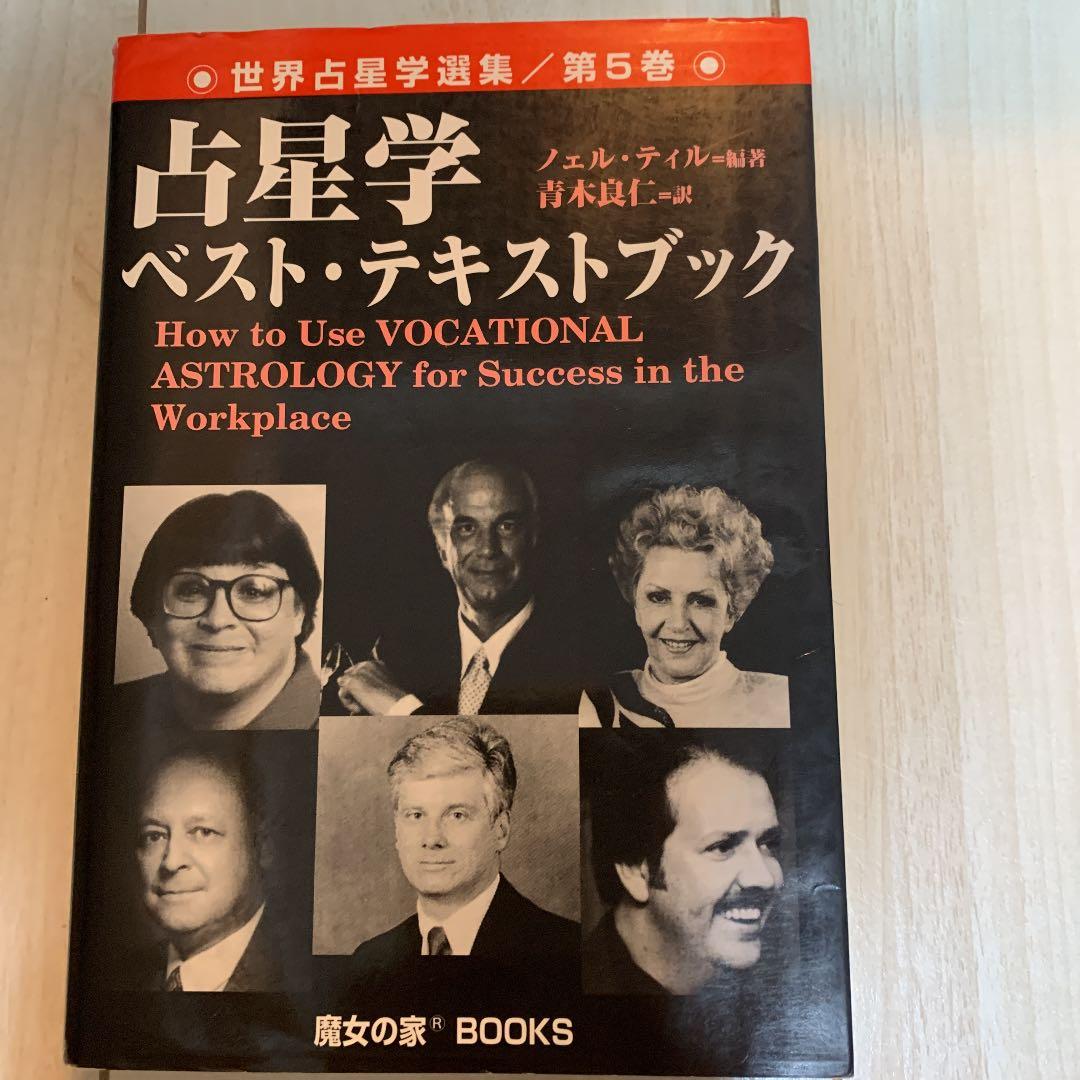 世界占星学選集／第5巻
占星学
ノエル・ティル=編著
青木良仁=訳
ベスト・テキストブック
How to Use VOCATIONAL
ASTROLOGY for Success in the
Workplace
魔女の家® BOOKS